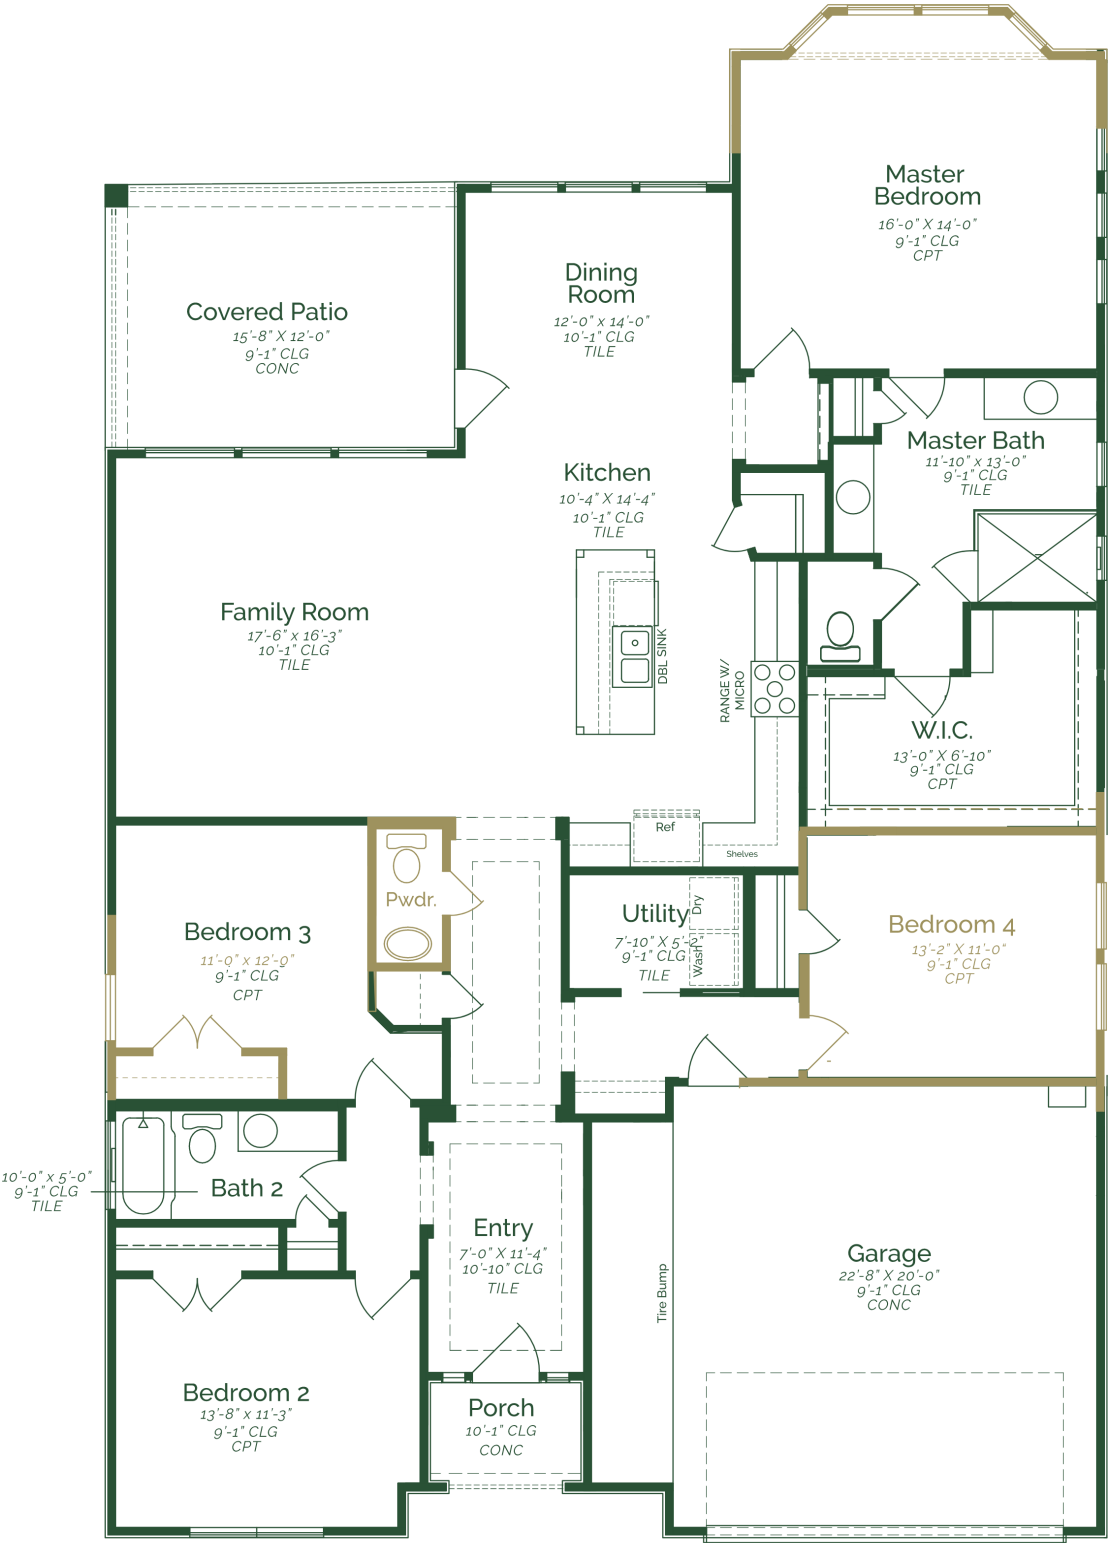 Master
Bedroom
16'-0" X 14'-0"
9'-1" CLG
CPT
Dining
Room
12'-0" x 14'-0"
10'-1" CLG
TILE
Covered Patio
15'-8" X 12'-0"
9'-1" CLG
CONC
Master Bath
11'-10" x 13'-0"
9'-1" CLG
TILE
Kitchen
10'-4" X 14'-4"
10'-1" CLG
TILE
Family Room
17'-6" x 16'-3"
10'-1" CLG
TILE
DBL SINK
RANGE W/
MICRO
W.I.C.
13'-0" X 6'-10"
9'-1" CLG
CPT
Ref
Shelves
Pwdr.
Utility
7'-10" X 5'-2"
9'-1" CLG
TILE
Dry
Wash
Bedroom 4
13'-2" X 11'-0"
9'-1" CLG
CPT
Bedroom 3
11'-0" x 12'-0"
9'-1" CLG
CPT
10'-0" x 5'-0"
9'-1" CLG
TILE
Bath 2
Entry
7'-0" X 11'-4"
10'-10" CLG
TILE
Tire Bump
Garage
22'-8" X 20'-0"
9'-1" CLG
CONC
Bedroom 2
13'-8" x 11'-3"
9'-1" CLG
CPT
Porch
10'-1" CLG
CONC